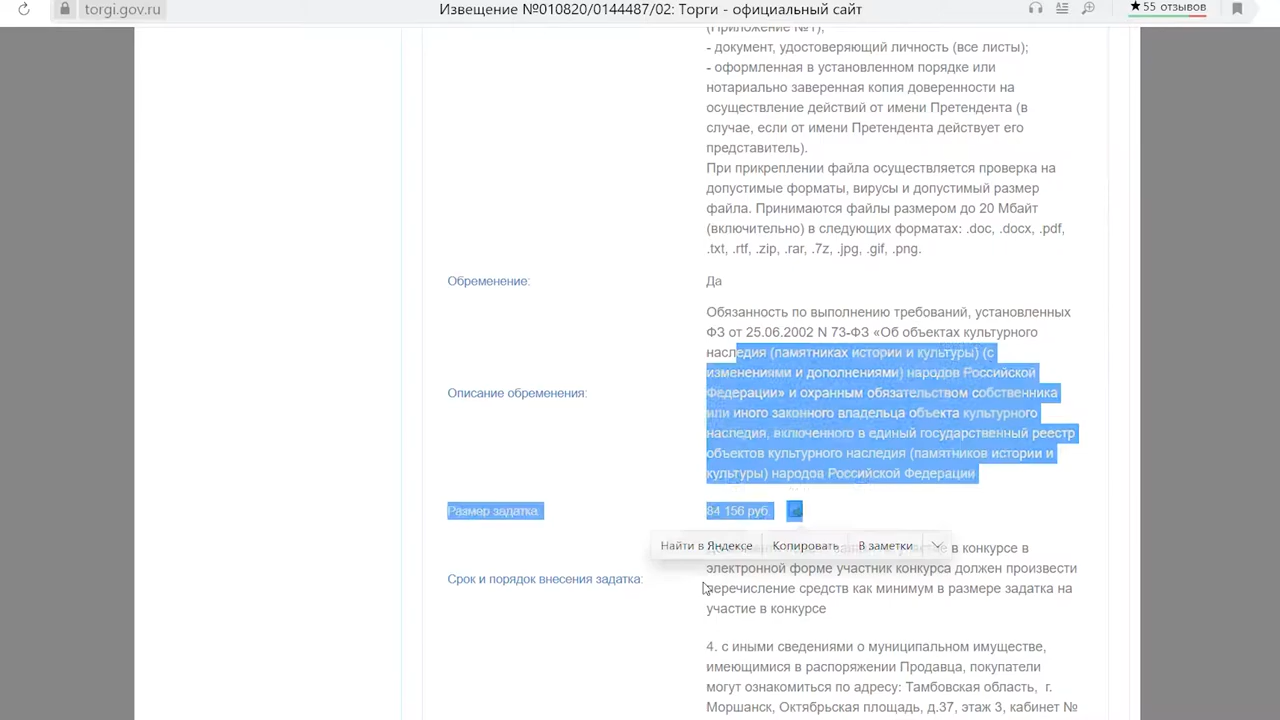 torgi.gov.ru
Извещение №010820/0144487/02: Торги - официальный сайт
★55 отзывов
(Приложение №1);
- документ, удостоверяющий личность (все листы);
- оформленная в установленном порядке или
нотариально заверенная копия доверенности на
осуществление действий от имени Претендента (в
случае, если от имени Претендента действует его
представитель).
При прикреплении файла осуществляется проверка на
допустимые форматы, вирусы и допустимый размер
файла. Принимаются файлы размером до 20 Мбайт
(включительно) в следующих форматах: .doc, .docx, .pdf,
.txt, .rtf, .zip, .rar, .7z, .jpg, .gif, .png.
Обременение:
Да
Обязанность по выполнению требований, установленных
ФЗ от 25.06.2002 N 73-ФЗ «Об объектах культурного
наследия (памятниках истории и культуры) (с
изменениями и дополнениями) народов Российской
Федерации» и охранным обязательством собственника
или иного законного владельца объекта культурного
наследия, включенного в единый государственный реестр
объектов культурного наследия (памятников истории и
культуры) народов Российской Федерации
Описание обременения:
Размер задатка:
84 156 руб.
Найти в Яндексе
Копировать
В заметки
в конкурсе в
электронной форме участник конкурса должен произвести
перечисление средств как минимум в размере задатка на
участие в конкурсе
Срок и порядок внесения задатка:
4. с иными сведениями о муниципальном имуществе,
имеющимися в распоряжении Продавца, покупатели
могут ознакомиться по адресу: Тамбовская область, г.
Моршанск, Октябрьская площадь, д.37, этаж 3, кабинет №